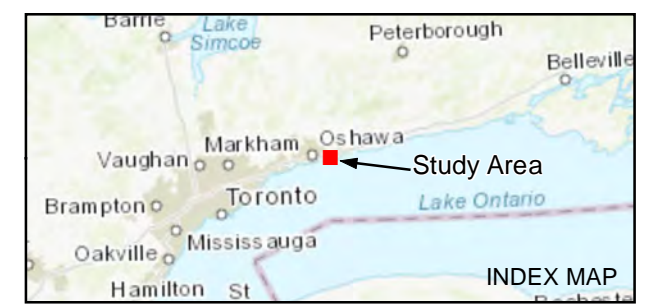 Barrie
Lake
Simcoe
Peterborough
Belleville
Markham
Oshawa
Vaughan
Study Area
Brampton
Toronto
Lake Ontario
Mississauga
Oakville
INDEX MAP
Hamilton
St